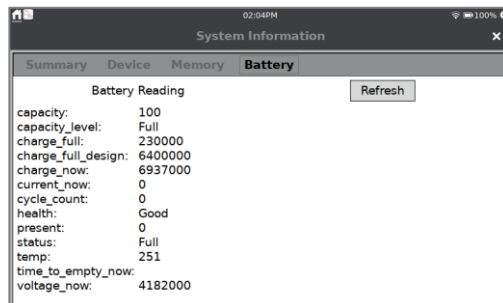 02:04PM 100%
System Information ×
Summary Device Memory Battery
Battery Reading Refresh
capacity: 100
capacity_level: Full
charge_full: 230000
charge_full_design: 6400000
charge_now: 6937000
current_now: 0
cycle_count: 0
health: Good
present: 0
status: Full
temp: 251
time_to_empty_now:
voltage_now: 4182000